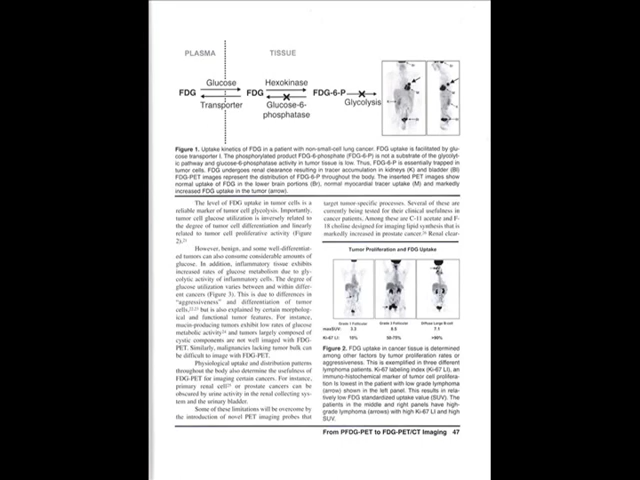 PLASMA TISSUE
Glucose Hexokinase
FDG FDG FDG-6-P
Transporter Glucose-6- Glycolysis
phosphatase
Figure 1. Uptake kinetics of FDG in a patient with non-small-cell lung cancer. FDG uptake is facilitated by glu-
cose transporter I. The phosphorylated product FDG-6-phosphate (FDG-6-P) is not a substrate of the glycolyt-
ic pathway and glucose-6-phosphatase activity in tumor tissue is low. Thus, FDG-6-P is essentially trapped in
tumor cells. FDG undergoes renal clearance resulting in tracer accumulation in kidneys (K) and bladder (Bl)
FDG-PET images represent the distribution of FDG-6-P throughout the body. The inserted PET images show
normal uptake of FDG in the lower brain portions (Br), normal myocardial tracer uptake (M) and markedly
increased FDG uptake in the tumor (arrow).
The level of FDG uptake in tumor cells is a
reliable marker of tumor cell glycolysis. Importantly,
tumor cell glucose utilization is inversely related to
the degree of tumor cell differentiation and linearly
related to tumor cell proliferative activity (Figure
2).
However, benign, and some well-differentiat-
ed tumors can also consume considerable amounts of
glucose. In addition, inflammatory tissue exhibits
increased rates of glucose metabolism due to gly-
colytic activity of inflammatory cells. The degree of
glucose utilization varies between and within differ-
ent cancers (Figure 3). This is due to differences in
"aggressiveness" and differentiation of tumor
cells, but is also explained by certain morpholog-
ical and functional tumor features. For instance,
mucin-producing tumors exhibit low rates of glucose
metabolic activity and tumors largely composed of
cystic components are not well imaged with FDG-
PET. Similarly, malignancies lacking tumor bulk can
be difficult to image with FDG-PET.
Physiological uptake and distribution patterns
throughout the body also determine the usefulness of
FDG-PET for imaging certain cancers. For instance,
primary renal cell or prostate cancers can be
obscured by urine activity in the renal collecting sys-
tem and the urinary bladder.
Some of these limitations will be overcome by
the introduction of novel PET imaging probes that
target tumor-specific processes. Several of these are
currently being tested for their clinical usefulness in
cancer patients. Among these are C-11 acetate and F-
18 choline designed for imaging lipid synthesis that is
markedly increased in prostate cancer. Renal clear-
Tumor Proliferation and FDG Uptake
Grade 1 Follicular Grade 3 Follicular Diffuse Large B-cell
maxSUV:
Ki-67 LI: 10% >90%
Figure 2. FDG uptake in cancer tissue is determined
among other factors by tumor proliferation rates or
aggressiveness. This is exemplified in three different
lymphoma patients. Ki-67 labeling index (Ki-67 LI), an
immuno-histochemical marker of tumor cell prolifera-
tion is lowest in the patient with low grade lymphoma
(arrow) shown in the left panel. This results in rela-
tively low FDG standardized uptake value (SUV). The
patients in the middle and right panels have high-
grade lymphoma (arrows) with high Ki-67 LI and high
SUV.
From PFDG-PET to FDG-PET/CT Imaging 47